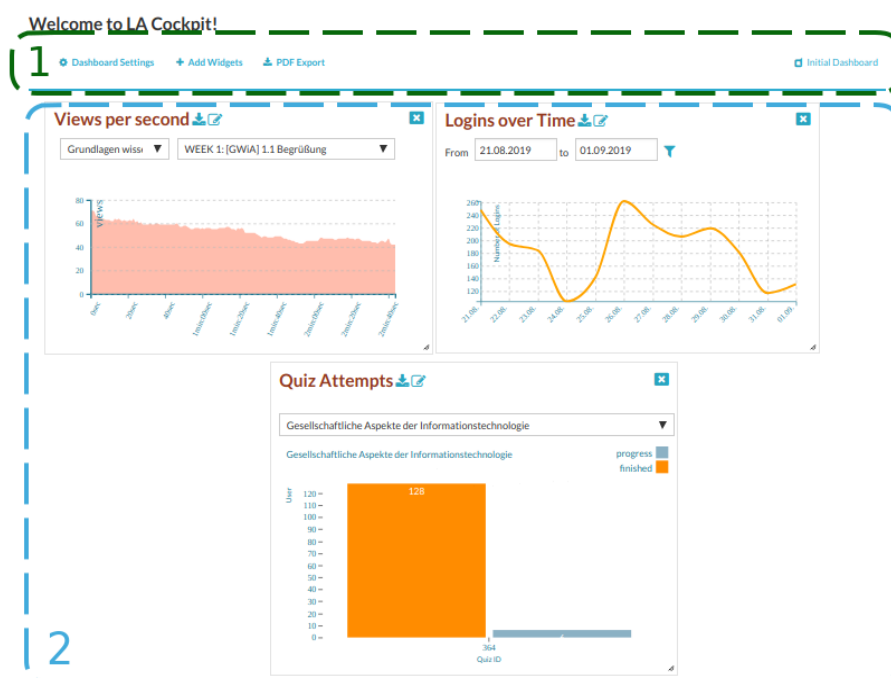 Welcome to LA Cockpit!
1
Dashboard Settings Add Widgets PDF Export Initial Dashboard
Views per second
Grundlagen wisse WEEK 1: [GWiA] 1.1 Begrüßung
80
60
40
20
0
views
0sec 20sec 40sec 1min:00sec 1min:20sec 1min:40sec 2min:00sec 2min:20sec 2min:40sec
Logins over Time
From 21.08.2019 to 01.09.2019
260
240
220
200
180
160
140
120
Number of Logins
21.08. 22.08. 23.08. 24.08. 25.08. 26.08. 27.08. 28.08. 29.08. 30.08. 31.08. 01.09.
Quiz Attempts
Gesellschaftliche Aspekte der Informationstechnologie
Gesellschaftliche Aspekte der Informationstechnologie
progress
finished
User
120
110
100
90
80
70
60
50
40
30
20
10
0
128
364
Quiz ID
2